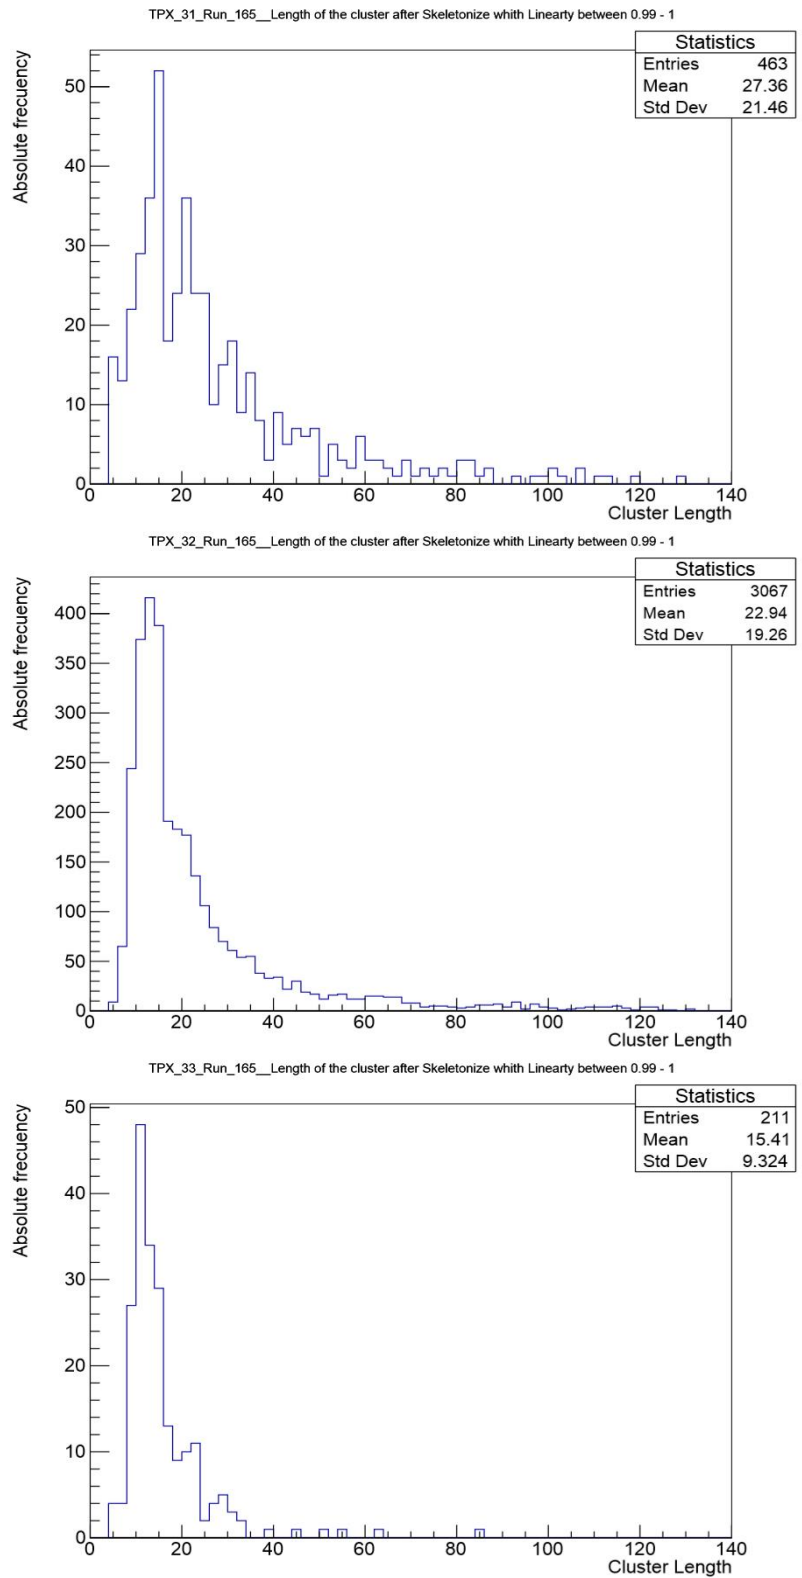 TPX_31_Run_165__Length of the cluster after Skeletonize whith Linearty between 0.99 - 1
Statistics
Entries 463
Mean 27.36
Std Dev 21.46
Absolute frecuency
50
40
30
20
10
0
0 20 40 60 80 100 120 140
Cluster Length
TPX_32_Run_165__Length of the cluster after Skeletonize whith Linearty between 0.99 - 1
Statistics
Entries 3067
Mean 22.94
Std Dev 19.26
Absolute frecuency
400
350
300
250
200
150
100
50
0
0 20 40 60 80 100 120 140
Cluster Length
TPX_33_Run_165__Length of the cluster after Skeletonize whith Linearty between 0.99 - 1
Statistics
Entries 211
Mean 15.41
Std Dev 9.324
Absolute frecuency
50
40
30
20
10
0
0 20 40 60 80 100 120 140
Cluster Length